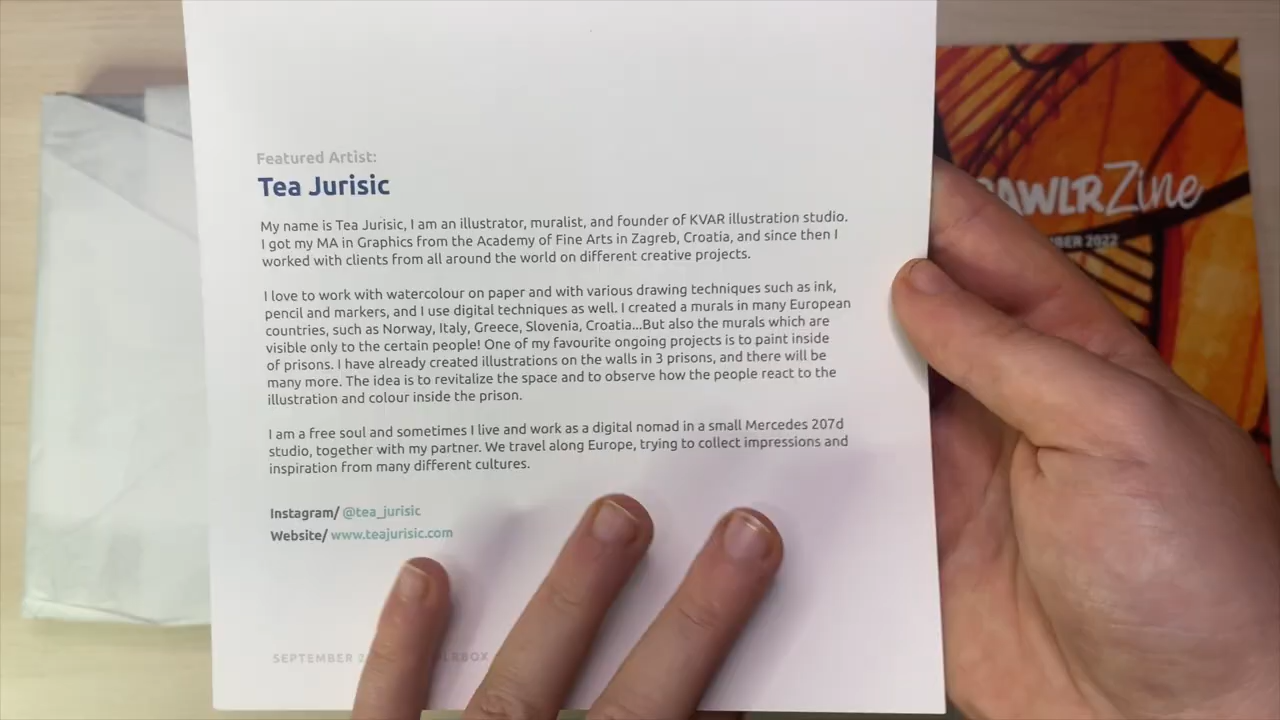 Featured Artist:
Tea Jurisic
My name is Tea Jurisic, I am an illustrator, muralist, and founder of KVAR illustration studio.
I got my MA in Graphics from the Academy of Fine Arts in Zagreb, Croatia, and since then I
worked with clients from all around the world on different creative projects.
I love to work with watercolour on paper and with various drawing techniques such as ink,
pencil and markers, and I use digital techniques as well. I created a murals in many European
countries, such as Norway, Italy, Greece, Slovenia, Croatia...But also the murals which are
visible only to the certain people! One of my favourite ongoing projects is to paint inside
of prisons. I have already created illustrations on the walls in 3 prisons, and there will be
many more. The idea is to revitalize the space and to observe how the people react to the
illustration and colour inside the prison.
I am a free soul and sometimes I live and work as a digital nomad in a small Mercedes 207d
studio, together with my partner. We travel along Europe, trying to collect impressions and
inspiration from many different cultures.
Instagram/ @tea_jurisic
Website/ www.teajurisic.com
SEPTEMBER
Zine
2022